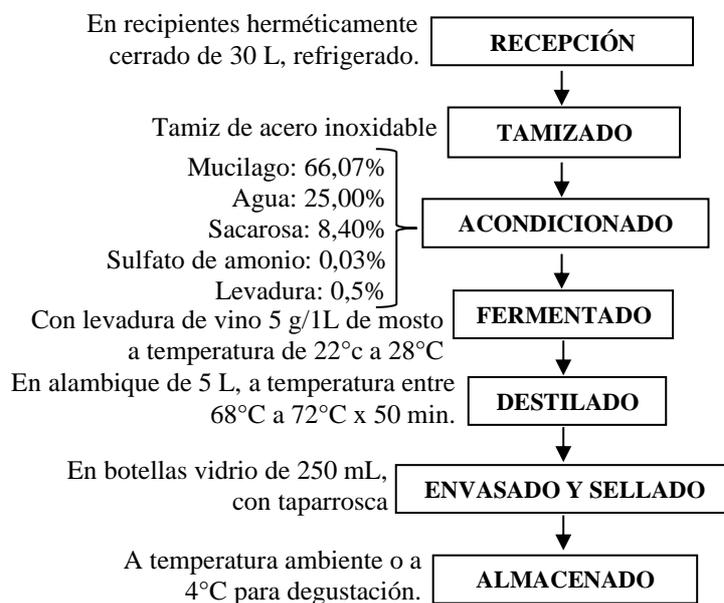 En recipientes herméticamente
cerrado de 30 L, refrigerado.
RECEPCIÓN
Tamiz de acero inoxidable
TAMIZADO
Mucilago: 66,07%
Agua: 25,00%
Sacarosa: 8,40%
Sulfato de amonio: 0,03%
Levadura: 0,5%
ACONDICIONADO
Con levadura de vino 5 g/1L de mosto
a temperatura de 22°c a 28°C
FERMENTADO
En alambique de 5 L, a temperatura entre
68°C a 72°C x 50 min.
DESTILADO
En botellas vidrio de 250 mL,
con taparrosca
ENVASADO Y SELLADO
A temperatura ambiente o a
4°C para degustación.
ALMACENADO